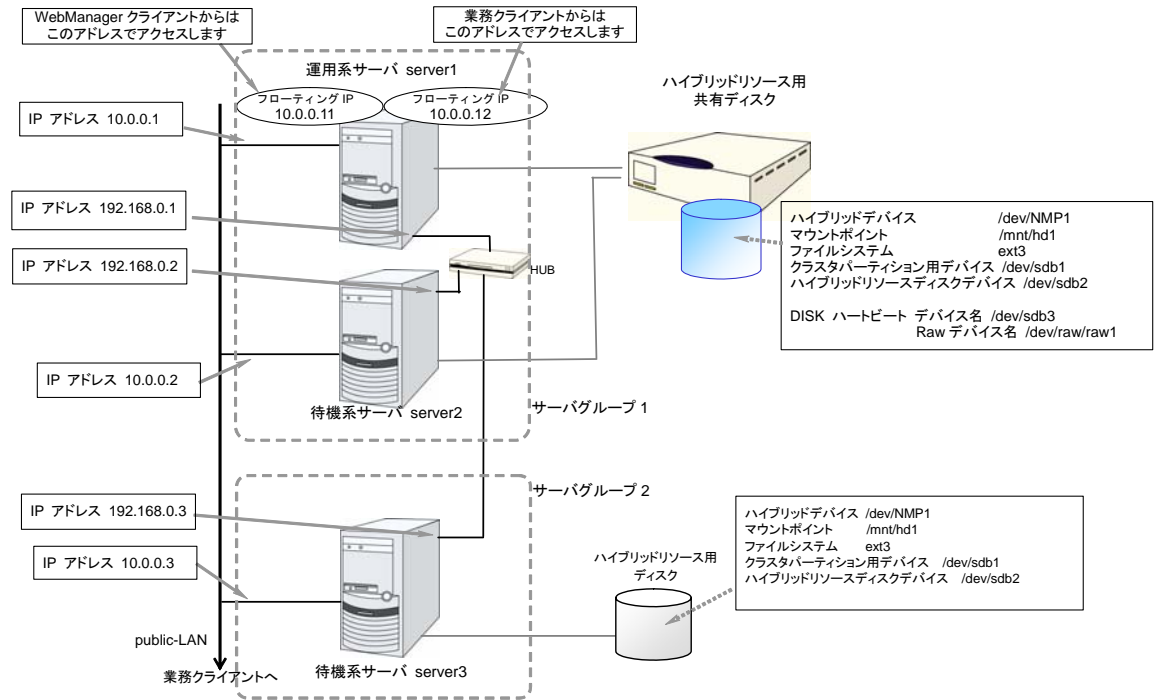 WebManager クライアントからは
このアドレスでアクセスします
業務クライアントからは
このアドレスでアクセスします
運用系サーバ server1
フローティング IP
10.0.0.11
フローティング IP
10.0.0.12
ハイブリッドリソース用
共有ディスク
IP アドレス 10.0.0.1
IP アドレス 192.168.0.1
IP アドレス 192.168.0.2
HUB
ハイブリッドデバイス /dev/NMP1
マウントポイント /mnt/hd1
ファイルシステム ext3
クラスタパーティション用デバイス /dev/sdb1
ハイブリッドリソースディスクデバイス /dev/sdb2
DISK ハートビート デバイス名 /dev/sdb3
Raw デバイス名 /dev/raw/raw1
IP アドレス 10.0.0.2
待機系サーバ server2
サーバグループ 1
サーバグループ 2
IP アドレス 192.168.0.3
IP アドレス 10.0.0.3
ハイブリッドリソース用
ディスク
ハイブリッドデバイス /dev/NMP1
マウントポイント /mnt/hd1
ファイルシステム ext3
クラスタパーティション用デバイス /dev/sdb1
ハイブリッドリソースディスクデバイス /dev/sdb2
public-LAN
業務クライアントへ
待機系サーバ server3